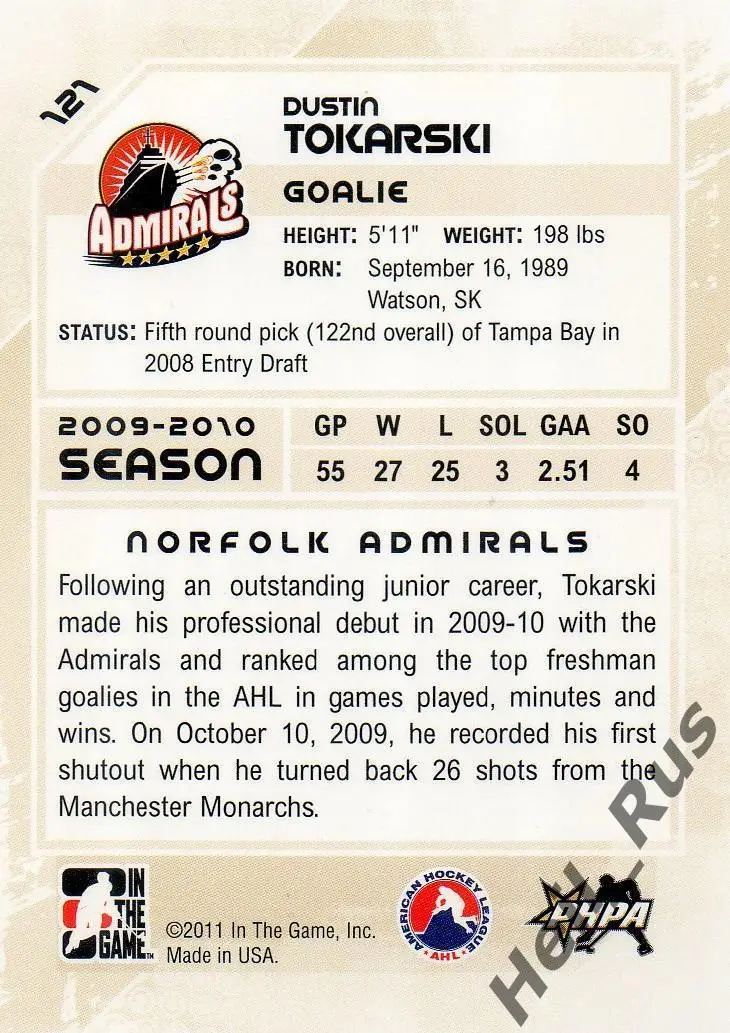 121
DUSTIN
TOKARSKI
ADMIRALS
GOALIE
HEIGHT: 5'11" WEIGHT: 198 lbs
BORN: September 16, 1989
Watson, SK
STATUS: Fifth round pick (122nd overall) of Tampa Bay in
2008 Entry Draft
2009-2010
SEASON
GP W L SOL GAA SO
55 27 25 3 2.51 4
NORFOLK ADMIRALS
Following an outstanding junior career, Tokarski
made his professional debut in 2009-10 with the
Admirals and ranked among the top freshman
goalies in the AHL in games played, minutes and
wins. On October 10, 2009, he recorded his first
shutout when he turned back 26 shots from the
Manchester Monarchs.
IN
THE
GAME
©2011 In The Game, Inc.
Made in USA.
AMERICAN HOCKEY LEAGUE
AHL
PHPA